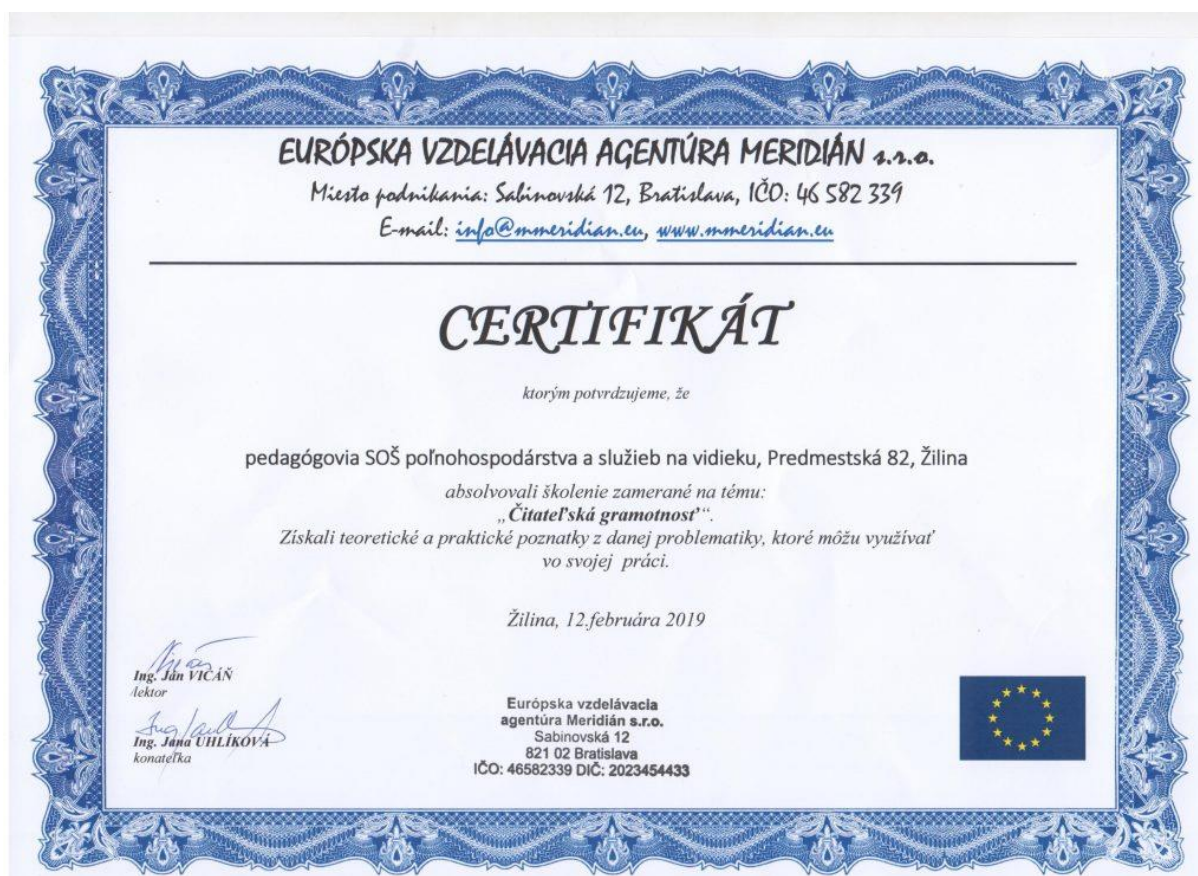 EURÓPSKA VZDELÁVACIA AGENTÚRA MERIDIÁN s.r.o.
Miesto podnikania: Sabinovská 12, Bratislava, IČO: 46 582 339
E-mail: info@mmeridian.eu, www.mmeridian.eu
CERTIFIKÁT
ktorým potvrdzujeme, že
pedagógovia SOŠ poľnohospodárstva a služieb na vidieku, Predmestská 82, Žilina
absolvovali školenie zamerané na tému:
„Čitateľská gramotnosť“.
Získali teoretické a praktické poznatky z danej problematiky, ktoré môžu využívať
vo svojej práci.
Žilina, 12.februára 2019
Ing. Ján VIČÁŇ
lektor
Ing. Jana UHLÍKOVÁ
konateľka
Európska vzdelávacia
agentúra Meridián s.r.o.
Sabinovská 12
821 02 Bratislava
IČO: 46582339 DIČ: 2023454433